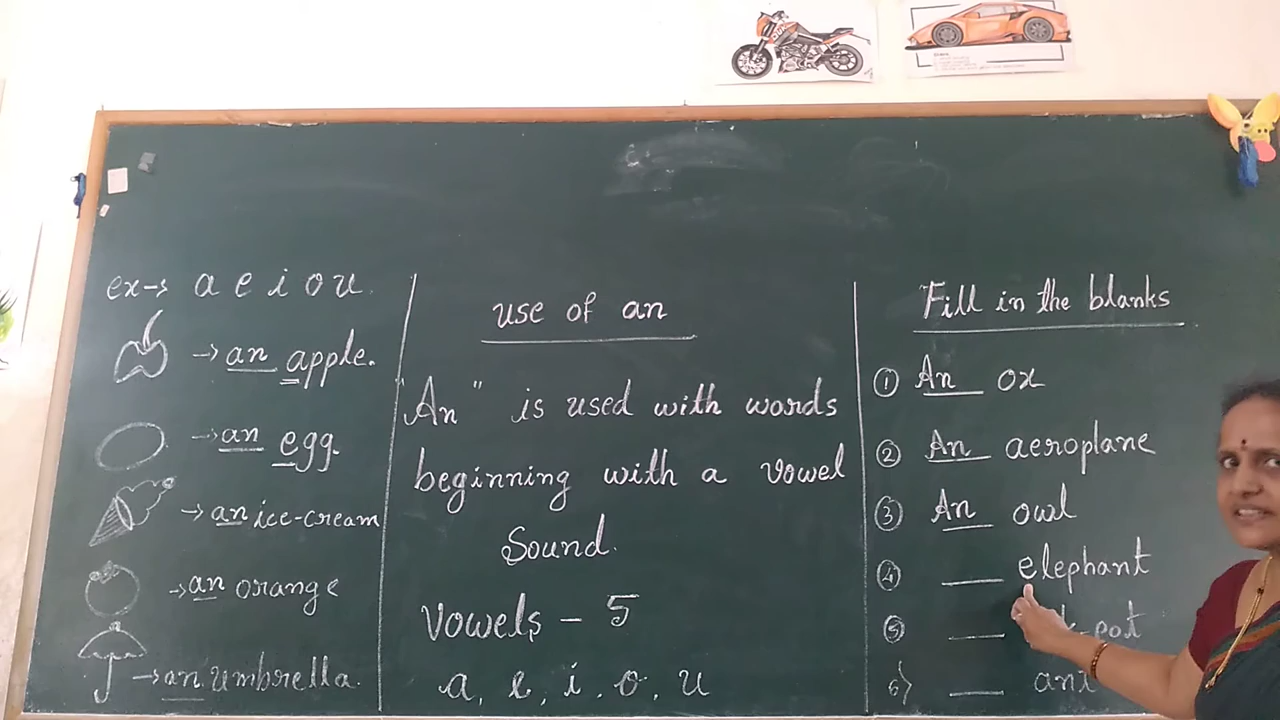 ex→ a e i o u.
→ an apple.
→ an egg.
→ an ice-cream
→ an orange
→ an umbrella.
use of an
"An" is used with words
beginning with a vowel
Sound.
Vowels - 5
a, e, i, o, u
Fill in the blanks
① An ox
② An aeroplane
③ An owl
④ ___ elephant
⑤ ___ -pot
6) ___ ant